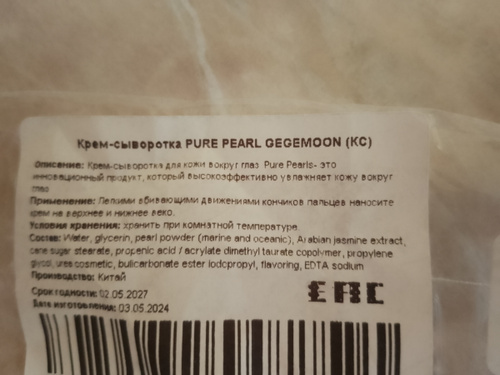 Крем-сыворотка PURE PEARL GEGEMOON (КС)
Описание: Крем-сыворотка для кожи вокруг глаз Pure Pearls- это
инновационный продукт, который высокоэффективно увлажняет кожу вокруг
глаз
Применение: Легкими вбивающими движениями кончиков пальцев наносите
крем на верхнее и нижнее веко.
Условия хранения: хранить при комнатной температуре.
Состав: Water, glycerin, pearl powder (marine and oceanic), Arabian jasmine extract,
cane sugar stearate, propenic acid / acrylate dimethyl taurate copolymer, propylene
glycol, urea cosmetic, bulicarbonate ester Iodopropyl, flavoring, EDTA sodium
Производство: Китай
Срок годности: 02.05.2027
Дата изготовления: 03.05.2024
EAC